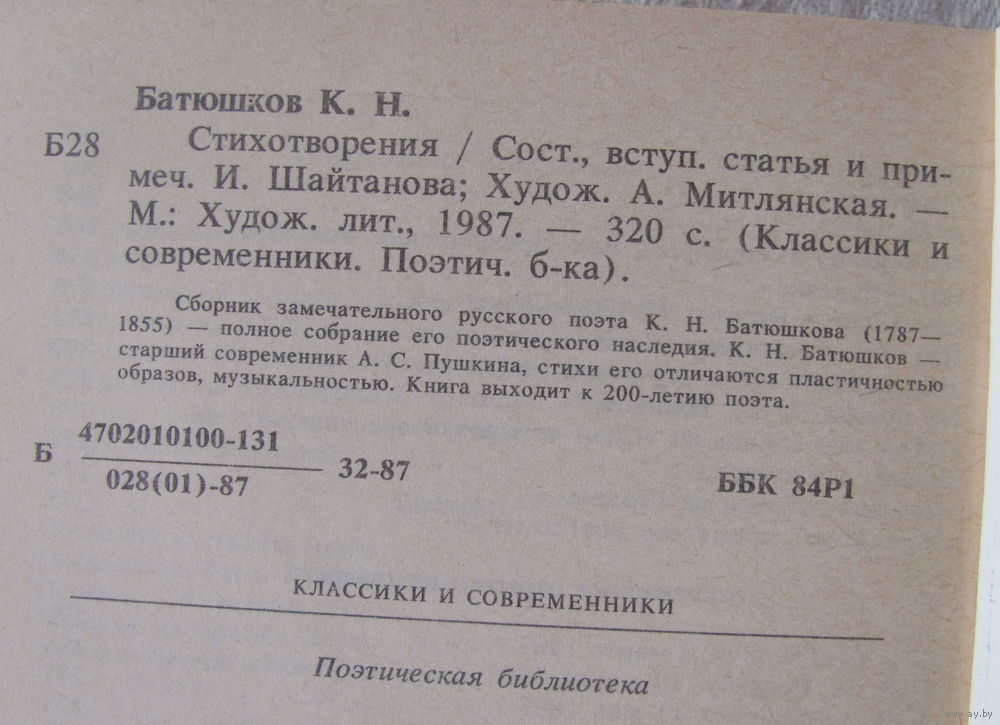 Батюшков К. Н.
Б28 Стихотворения / Сост., вступ. статья и при-
меч. И. Шайтанова; Худож. А. Митлянская. —
М.: Худож. лит., 1987. — 320 с. (Классики и
современники. Поэтич. б-ка).
Сборник замечательного русского поэта К. Н. Батюшкова (1787—
1855) — полное собрание его поэтического наследия. К. Н. Батюшков —
старший современник А. С. Пушкина, стихи его отличаются пластичностью
образов, музыкальностью. Книга выходит к 200-летию поэта.
Б 4702010100-131
028(01)-87 32-87
ББК 84Р1
КЛАССИКИ И СОВРЕМЕННИКИ
Поэтическая библиотека
www.ay.by